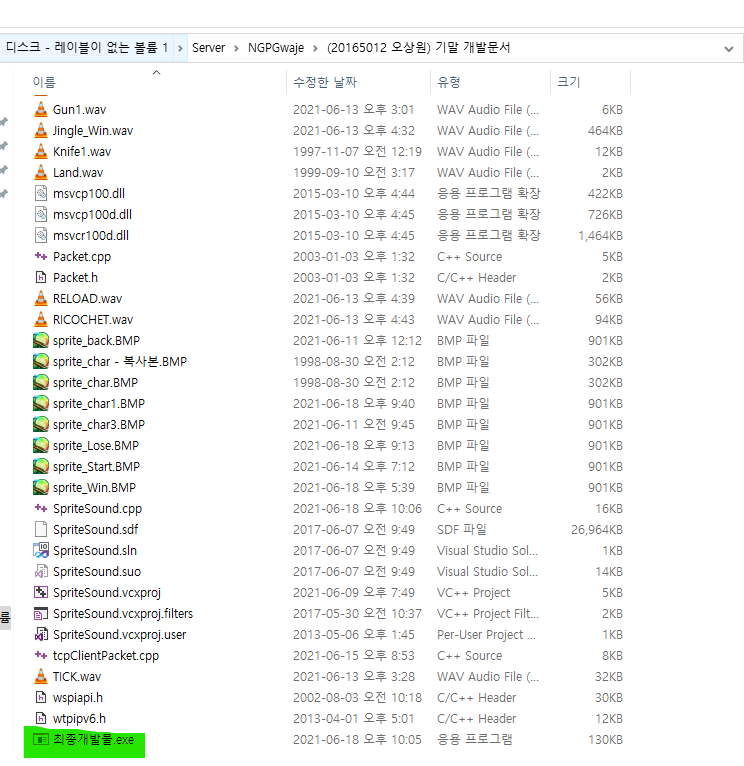 디스크 - 레이블이 없는 볼륨 1 > Server > NGPGwaje > (20165012 오상원) 기말 개발문서
이름 수정한 날짜 유형 크기
Gun1.wav 2021-06-13 오후 3:01 WAV Audio File (... 6KB
Jingle_Win.wav 2021-06-13 오후 4:32 WAV Audio File (... 464KB
Knife1.wav 1997-11-07 오전 12:19 WAV Audio File (... 12KB
Land.wav 1999-09-10 오전 3:17 WAV Audio File (... 2KB
msvcp100.dll 2015-03-10 오후 4:44 응용 프로그램 확장 422KB
msvcp100d.dll 2015-03-10 오후 4:45 응용 프로그램 확장 726KB
msvcr100d.dll 2015-03-10 오후 4:45 응용 프로그램 확장 1,464KB
Packet.cpp 2003-01-03 오후 1:32 C++ Source 5KB
Packet.h 2003-01-03 오후 1:32 C/C++ Header 2KB
RELOAD.wav 2021-06-13 오후 4:39 WAV Audio File (... 56KB
RICOCHET.wav 2021-06-13 오후 4:43 WAV Audio File (... 94KB
sprite_back.BMP 2021-06-11 오후 12:12 BMP 파일 901KB
sprite_char - 복사본.BMP 1998-08-30 오전 2:12 BMP 파일 302KB
sprite_char.BMP 1998-08-30 오전 2:12 BMP 파일 302KB
sprite_char1.BMP 2021-06-18 오후 9:40 BMP 파일 901KB
sprite_char3.BMP 2021-06-11 오전 9:45 BMP 파일 901KB
sprite_Lose.BMP 2021-06-18 오후 9:13 BMP 파일 901KB
sprite_Start.BMP 2021-06-14 오후 7:12 BMP 파일 901KB
sprite_Win.BMP 2021-06-18 오후 5:39 BMP 파일 901KB
SpriteSound.cpp 2021-06-18 오후 10:06 C++ Source 16KB
SpriteSound.sdf 2017-06-07 오전 9:49 SDF 파일 26,964KB
SpriteSound.sln 2017-06-07 오전 9:49 Visual Studio Sol... 1KB
SpriteSound.suo 2017-06-07 오전 9:49 Visual Studio Sol... 14KB
SpriteSound.vcxproj 2021-06-09 오후 7:49 VC++ Project 5KB
SpriteSound.vcxproj.filters 2017-05-30 오전 10:37 VC++ Project Filt... 2KB
SpriteSound.vcxproj.user 2013-05-06 오후 1:45 Per-User Project ... 1KB
tcpClientPacket.cpp 2021-06-15 오후 8:53 C++ Source 8KB
TICK.wav 2021-06-13 오후 3:28 WAV Audio File (... 32KB
wspiapi.h 2002-08-03 오전 10:18 C/C++ Header 30KB
wtpipv6.h 2013-04-01 오후 5:01 C/C++ Header 12KB
최종개발툴.exe 2021-06-18 오후 10:05 응용 프로그램 130KB